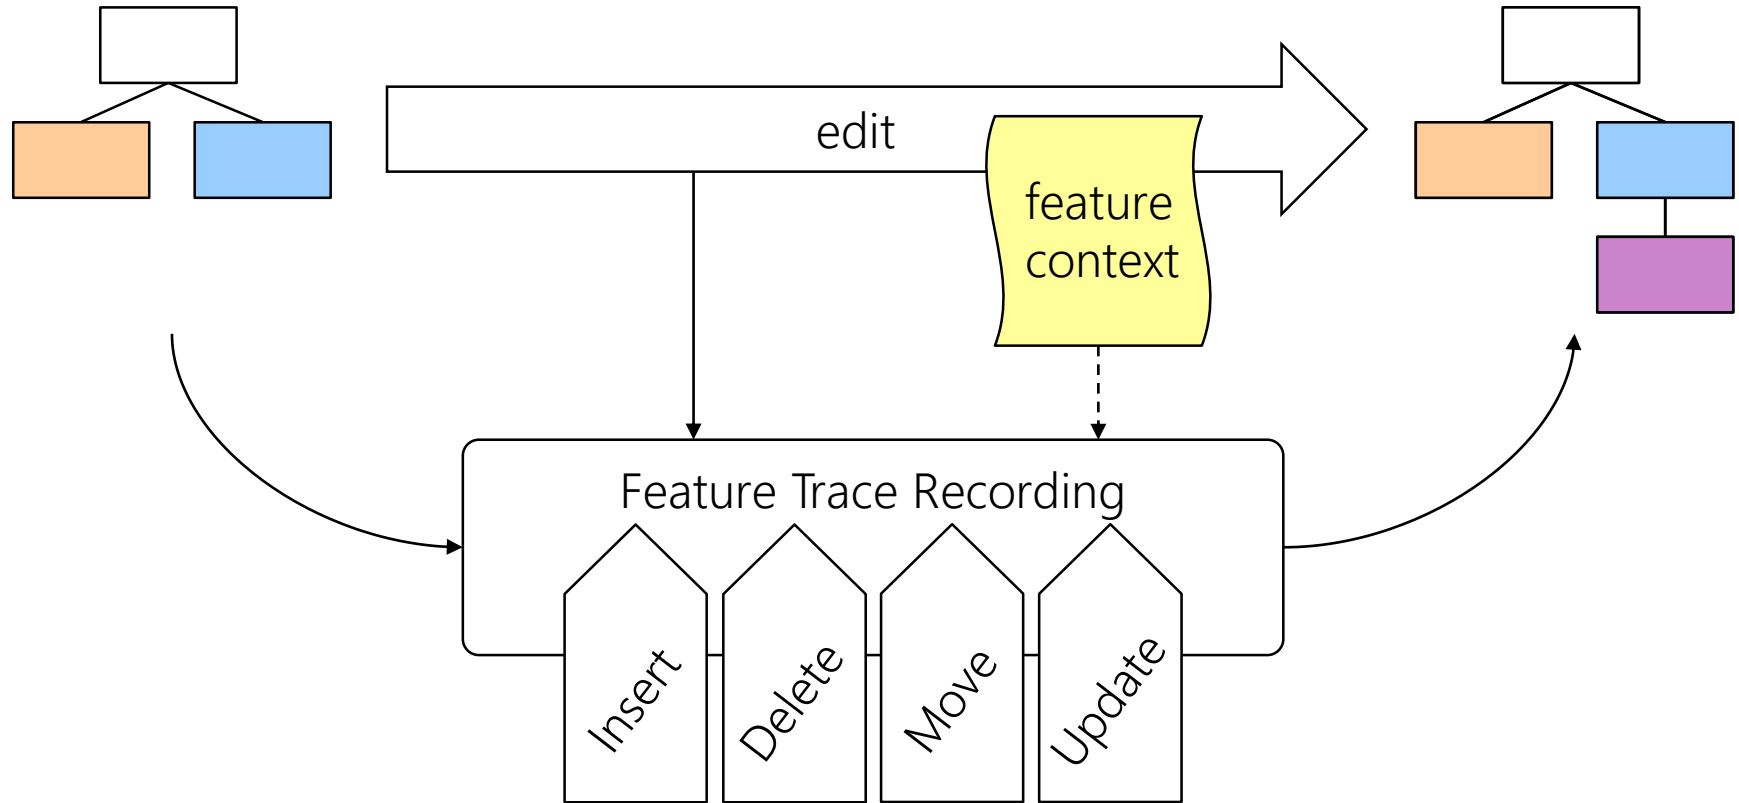 edit
feature
context
Feature Trace Recording
Insert
Delete
Move
Update